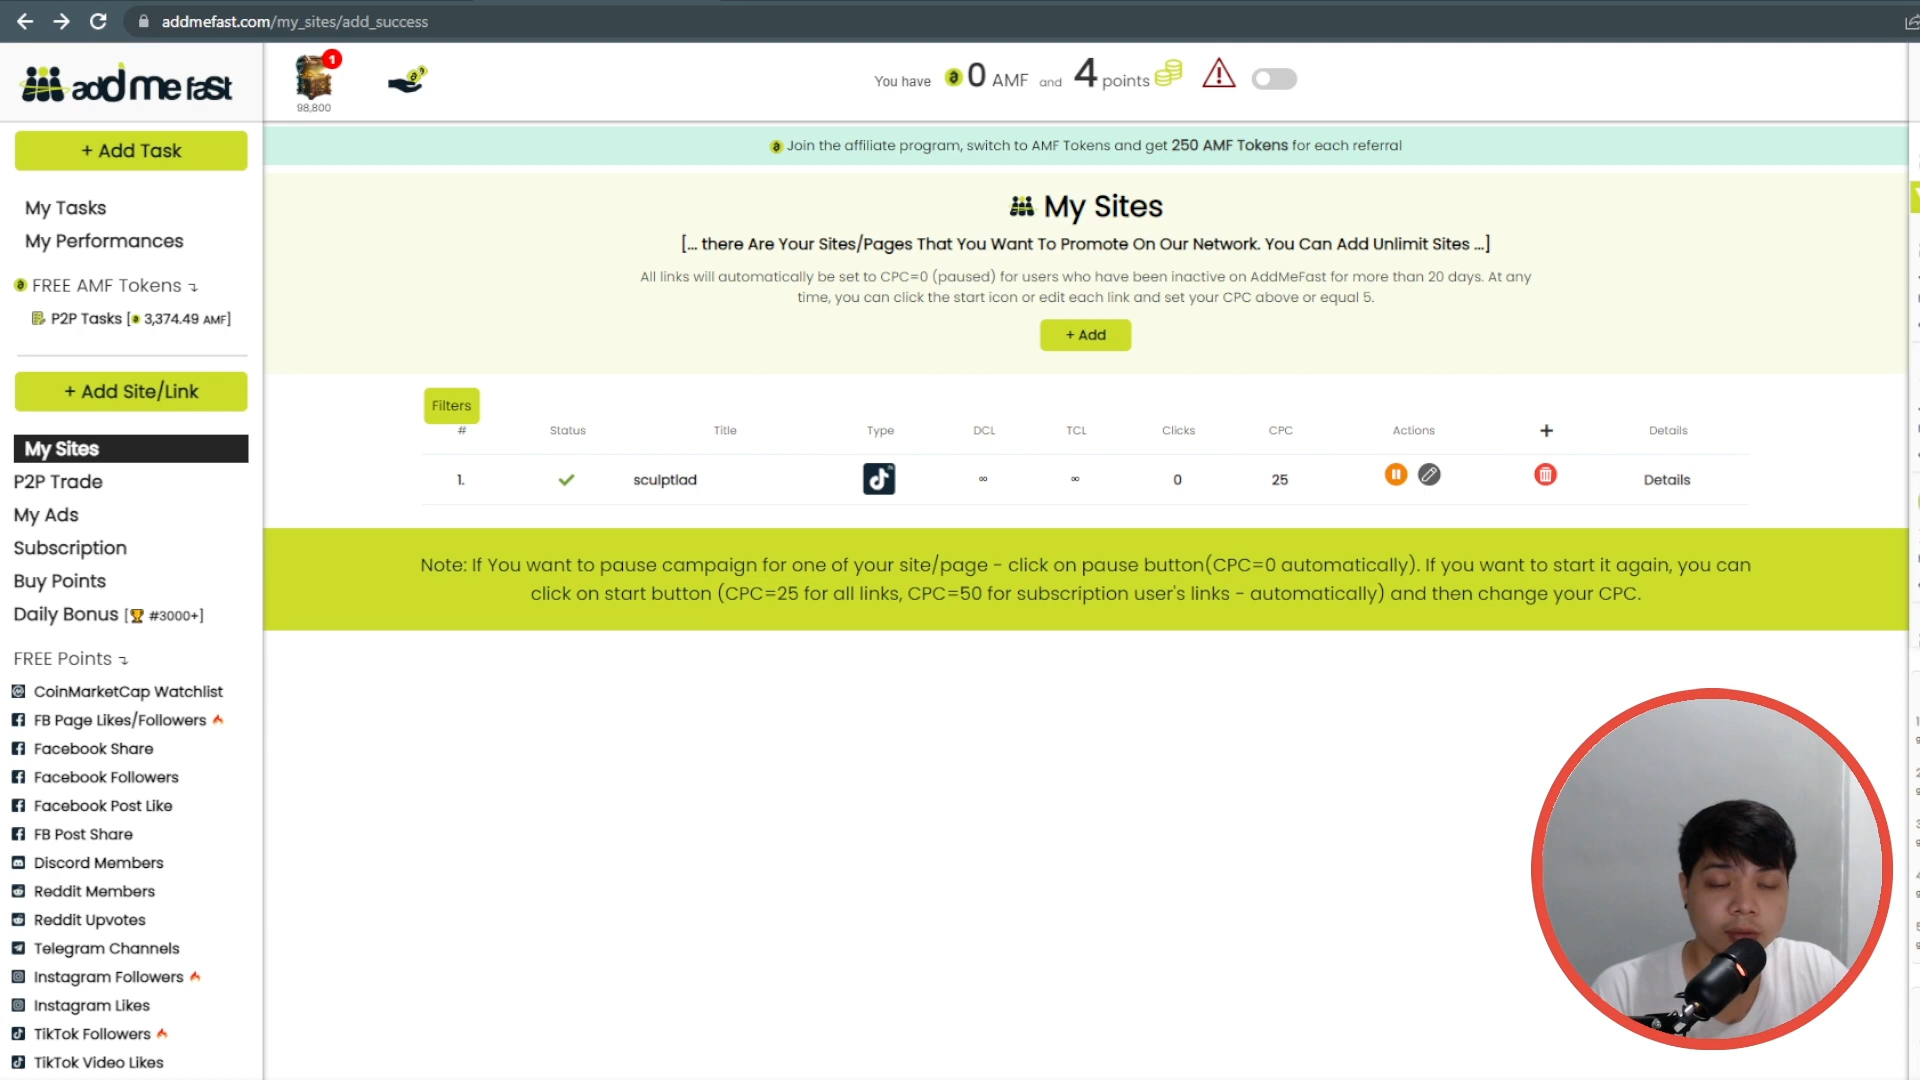 addmefast.com/my_sites/add_success
add me fast
1
98,800
You have 0 AMF and 4 points
+ Add Task
Join the affiliate program, switch to AMF Tokens and get 250 AMF Tokens for each referral
My Tasks
My Performances
FREE AMF Tokens
P2P Tasks [ 3,374.49 AMF]
+ Add Site/Link
My Sites
P2P Trade
My Ads
Subscription
Buy Points
Daily Bonus [ #3000+]
FREE Points
CoinMarketCap Watchlist
FB Page Likes/Followers
Facebook Share
Facebook Followers
Facebook Post Like
FB Post Share
Discord Members
Reddit Members
Reddit Upvotes
Telegram Channels
Instagram Followers
Instagram Likes
TikTok Followers
TikTok Video Likes
My Sites
[... there Are Your Sites/Pages That You Want To Promote On Our Network. You Can Add Unlimit Sites ...]
All links will automatically be set to CPC=0 (paused) for users who have been inactive on AddMeFast for more than 20 days. At any
time, you can click the start icon or edit each link and set your CPC above or equal 5.
+ Add
Filters
# Status Title Type DCL TCL Clicks CPC Actions + Details
1. sculptlad ∞ ∞ 0 25 Details
Note: If You want to pause campaign for one of your site/page - click on pause button(CPC=0 automatically). If you want to start it again, you can
click on start button (CPC=25 for all links, CPC=50 for subscription user's links - automatically) and then change your CPC.